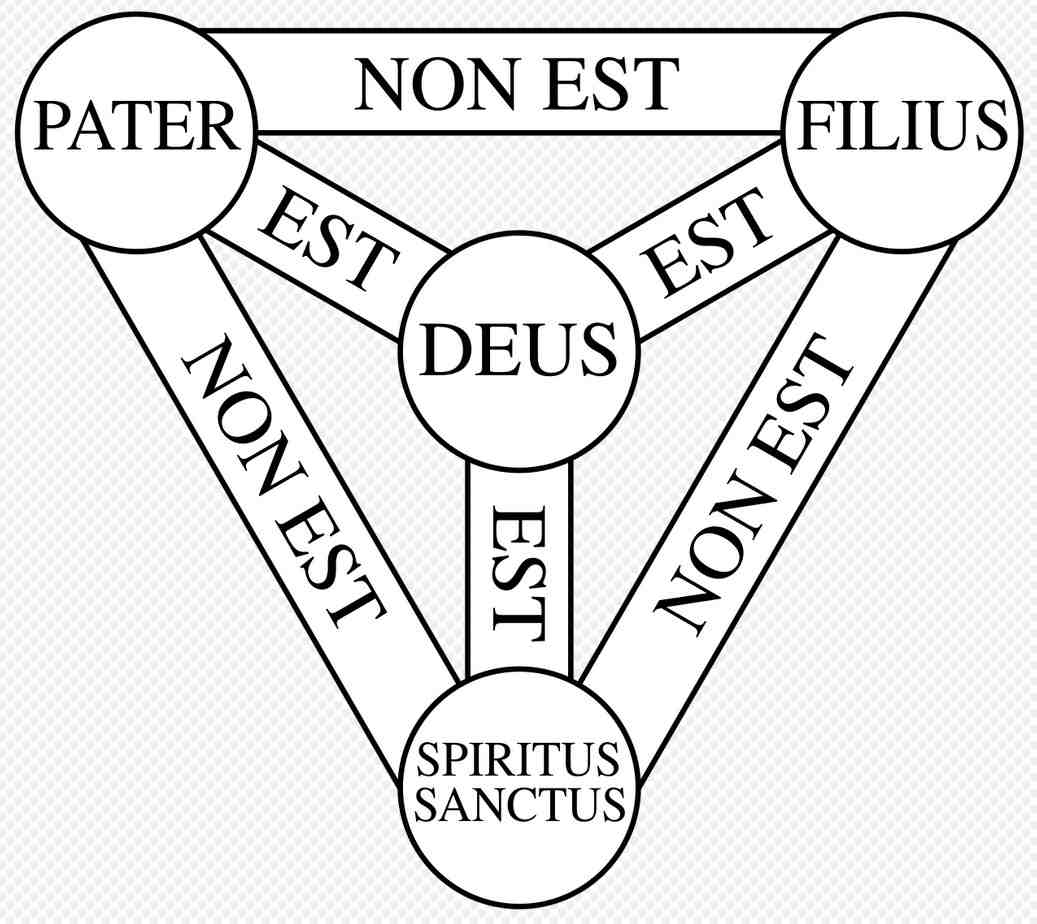 PATER
NON EST
FILIUS
EST
EST
DEUS
NON EST
EST
NON EST
SPIRITUS
SANCTUS